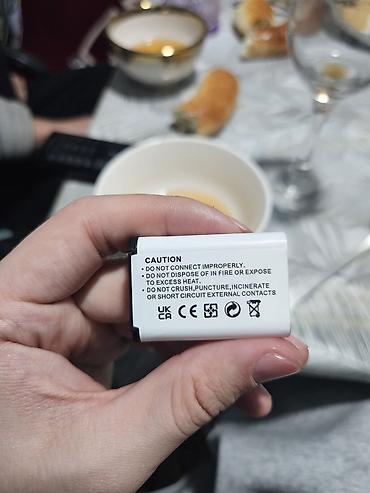 CAUTION
• DO NOT CONNECT IMPROPERLY.
• DO NOT DISPOSE OF IN FIRE OR EXPOSE
TO EXCESS HEAT.
• DO NOT CRUSH,PUNCTURE,INCINERATE
OR SHORT CIRCUIT EXTERNAL CONTACTS
UK
CA CE